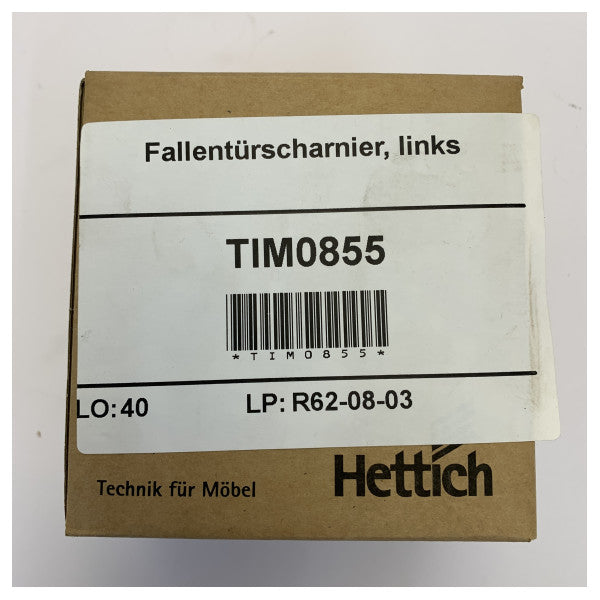 Fallentürscharnier, links
TIM0855
*TIM0855*
LO: 40 LP: R62-08-03
Technik für Möbel Hettich